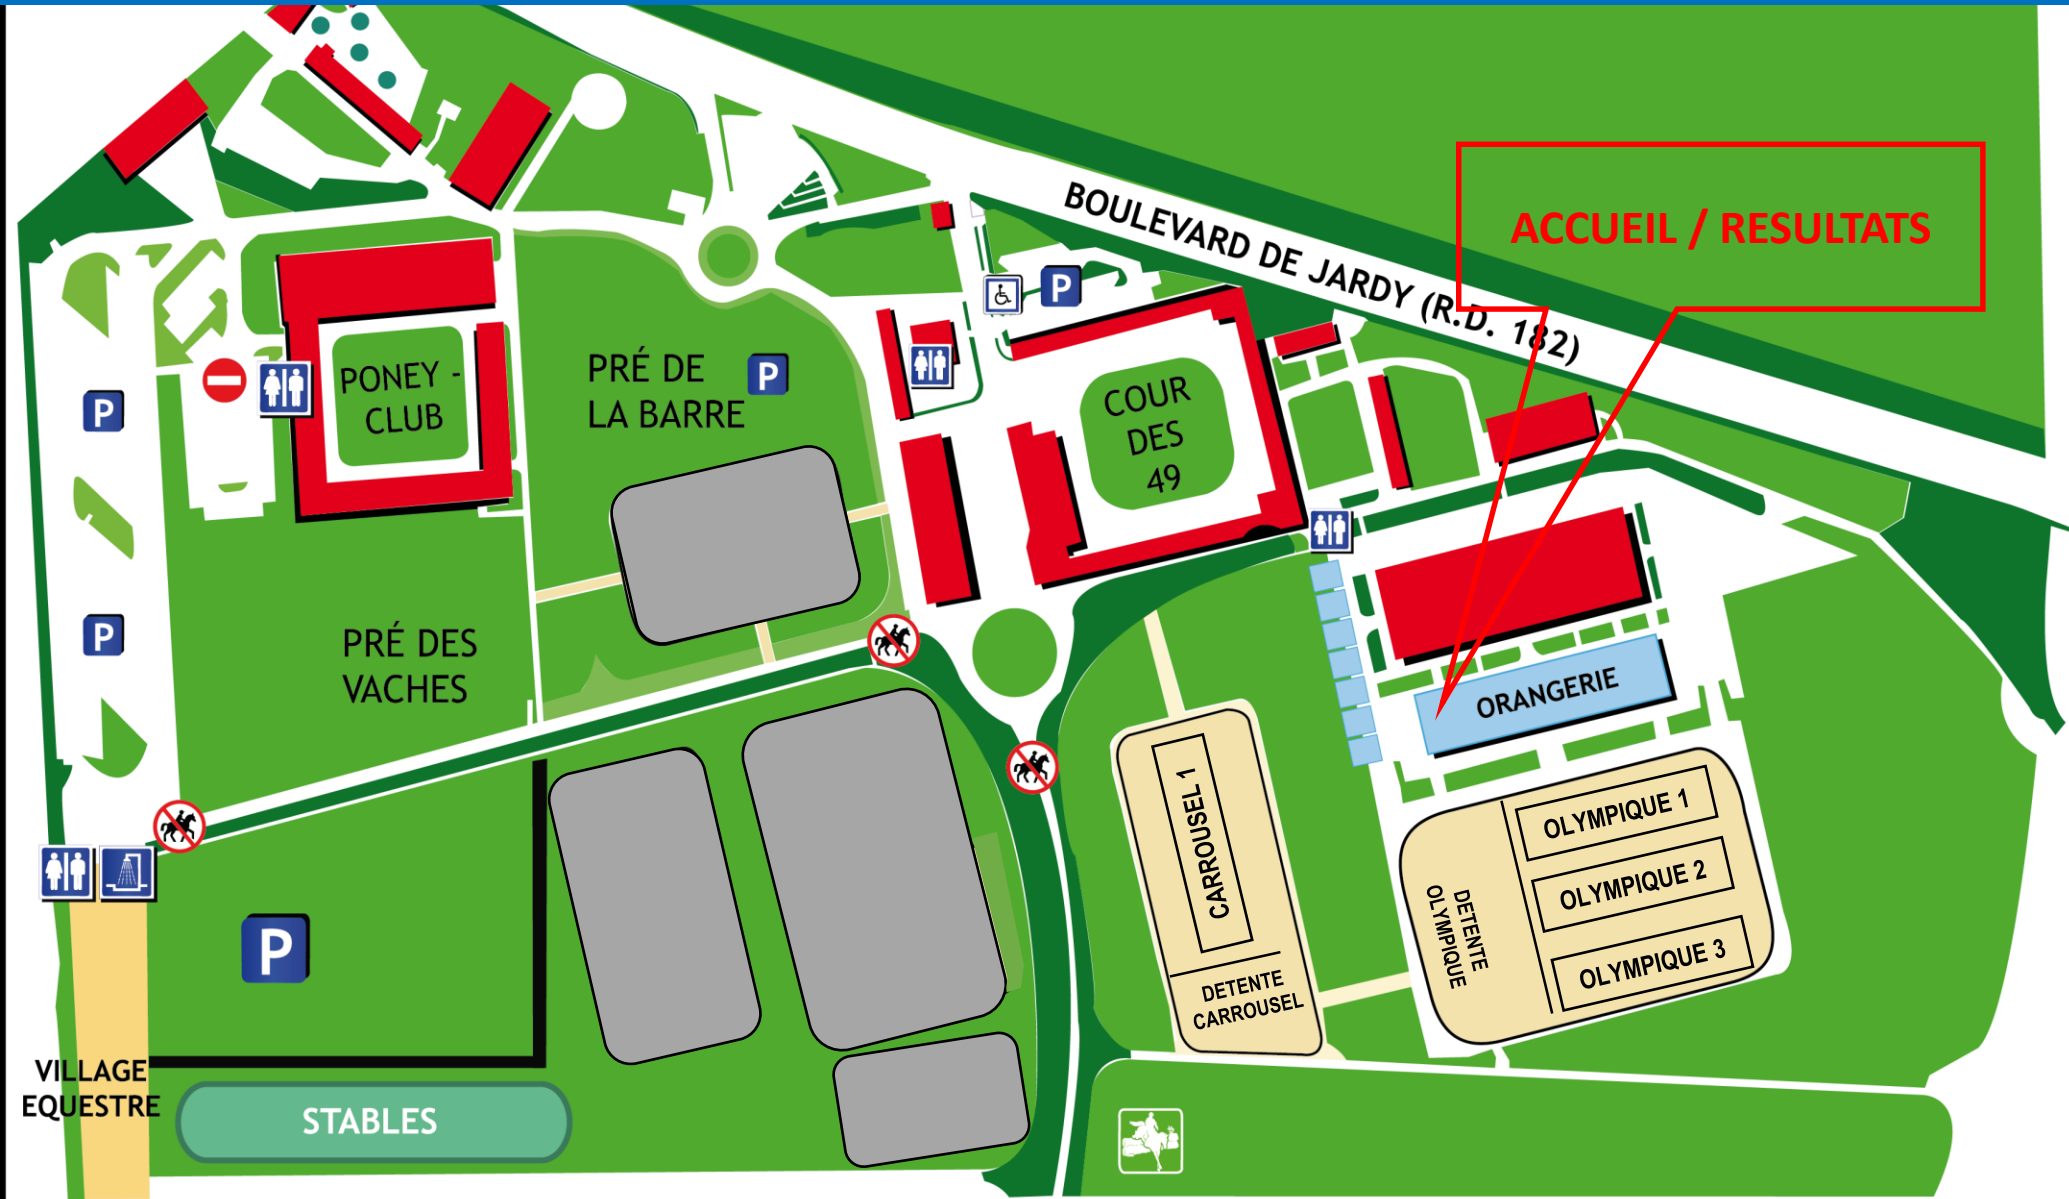 BOULEVARD DE JARDY (R.D. 182)
ACCUEIL / RESULTATS
P
PONEY -
CLUB
PRÉ DE
LA BARRE
P
COUR
DES
49
P
P
PRÉ DES
VACHES
ORANGERIE
CARROUSEL 1
DETENTE
CARROUSEL
DETENTE
OLYMPIQUE
OLYMPIQUE 1
OLYMPIQUE 2
OLYMPIQUE 3
P
VILLAGE
EQUESTRE
STABLES